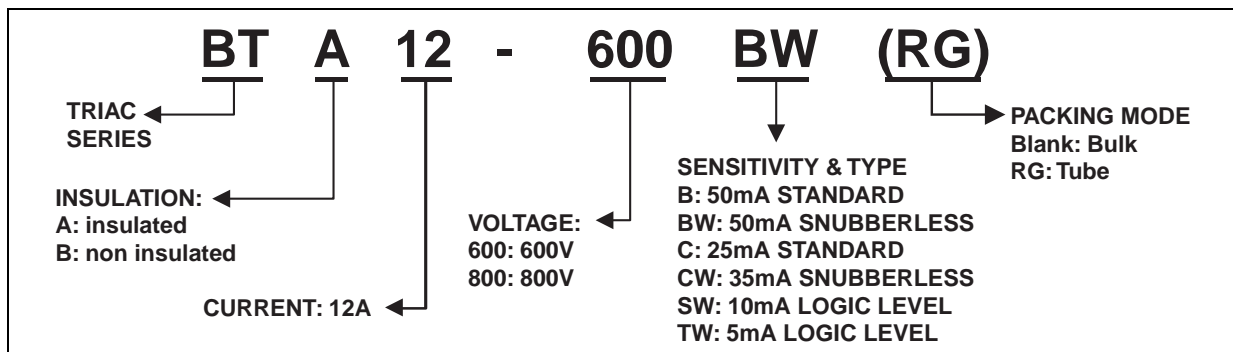 BT A 12 - 600 BW (RG)
TRIAC
SERIES
INSULATION:
A: insulated
B: non insulated
CURRENT: 12A
VOLTAGE:
600: 600V
800: 800V
SENSITIVITY & TYPE
B: 50mA STANDARD
BW: 50mA SNUBBERLESS
C: 25mA STANDARD
CW: 35mA SNUBBERLESS
SW: 10mA LOGIC LEVEL
TW: 5mA LOGIC LEVEL
PACKING MODE
Blank: Bulk
RG: Tube